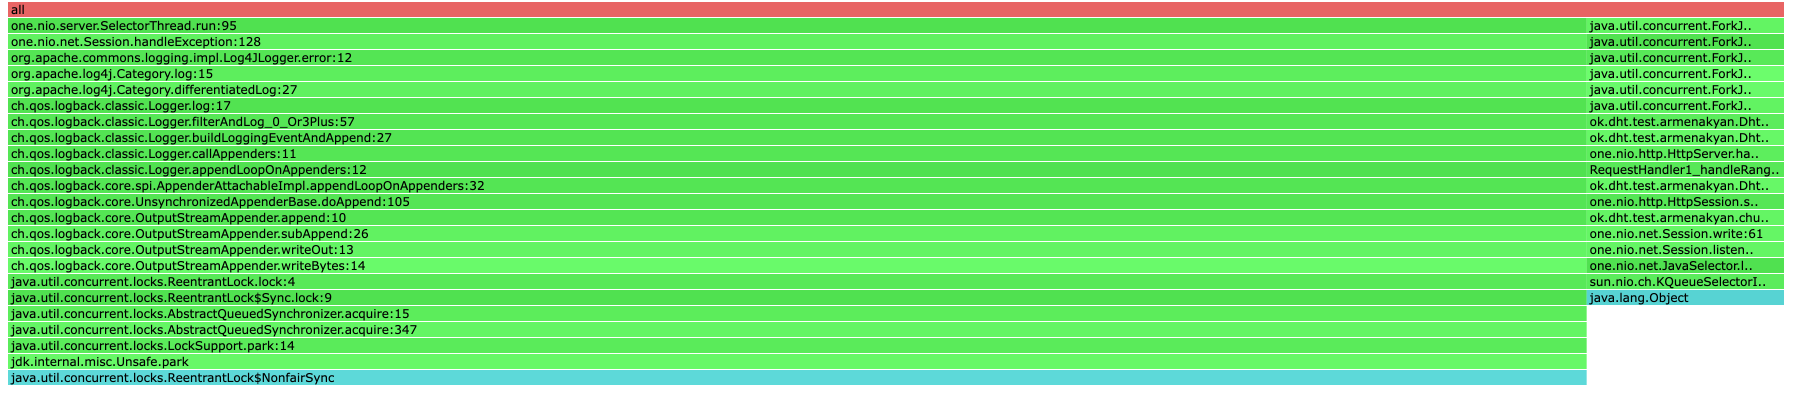 all
one.nio.server.SelectorThread.run:95
java.util.concurrent.ForkJ..
one.nio.net.Session.handleException:128
java.util.concurrent.ForkJ..
org.apache.commons.logging.impl.Log4JLogger.error:12
java.util.concurrent.ForkJ..
org.apache.log4j.Category.log:15
java.util.concurrent.ForkJ..
org.apache.log4j.Category.differentiatedLog:27
java.util.concurrent.ForkJ..
ch.qos.logback.classic.Logger.log:17
java.util.concurrent.ForkJ..
ch.qos.logback.classic.Logger.filterAndLog_0_Or3Plus:57
ok.dht.test.armenakyan.Dht..
ch.qos.logback.classic.Logger.buildLoggingEventAndAppend:27
ok.dht.test.armenakyan.Dht..
ch.qos.logback.classic.Logger.callAppenders:11
one.nio.http.HttpServer.ha..
ch.qos.logback.classic.Logger.appendLoopOnAppenders:12
RequestHandler1_handleRang..
ch.qos.logback.core.spi.AppenderAttachableImpl.appendLoopOnAppenders:32
ok.dht.test.armenakyan.Dht..
ch.qos.logback.core.UnsynchronizedAppenderBase.doAppend:105
one.nio.http.HttpSession.s..
ch.qos.logback.core.OutputStreamAppender.append:10
ok.dht.test.armenakyan.chu..
ch.qos.logback.core.OutputStreamAppender.subAppend:26
one.nio.net.Session.write:61
ch.qos.logback.core.OutputStreamAppender.writeOut:13
one.nio.net.Session.listen..
ch.qos.logback.core.OutputStreamAppender.writeBytes:14
one.nio.net.JavaSelector.l..
java.util.concurrent.locks.ReentrantLock.lock:4
sun.nio.ch.KQueueSelectorI..
java.util.concurrent.locks.ReentrantLock$Sync.lock:9
java.lang.Object
java.util.concurrent.locks.AbstractQueuedSynchronizer.acquire:15
java.util.concurrent.locks.AbstractQueuedSynchronizer.acquire:347
java.util.concurrent.locks.LockSupport.park:14
jdk.internal.misc.Unsafe.park
java.util.concurrent.locks.ReentrantLock$NonfairSync